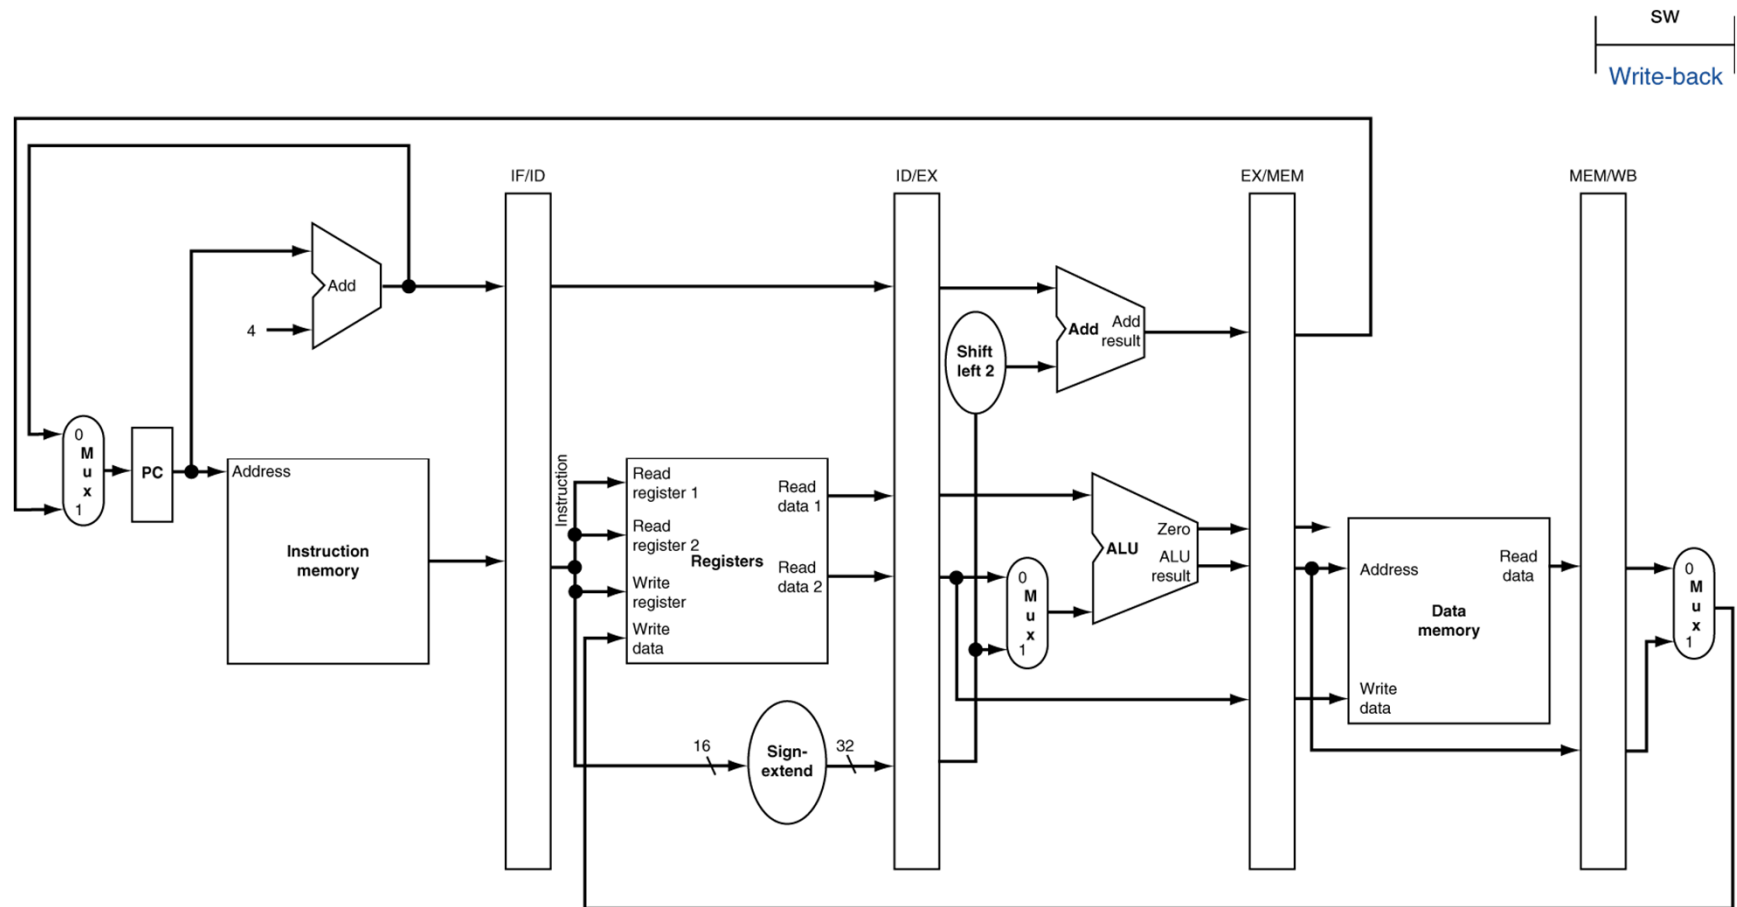 SW
Write-back
IF/ID
ID/EX
EX/MEM
MEM/WB
Add
4
Add
Add
result
Shift
left 2
0
M
u
x
1
PC
Address
Instruction
memory
Instruction
Read
register 1
Read
register 2
Write
register
Write
data
Registers
Read
data 1
Read
data 2
16
Sign-
extend
32
0
M
u
x
1
Zero
ALU
ALU
result
Address
Read
data
Data
memory
Write
data
0
M
u
x
1